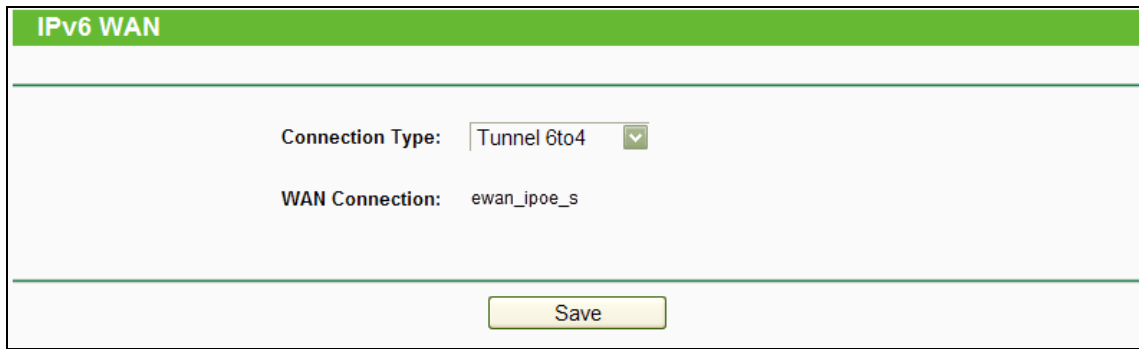 IPv6 WAN
Connection Type: Tunnel 6to4
WAN Connection: ewan_ipoe_s
Save